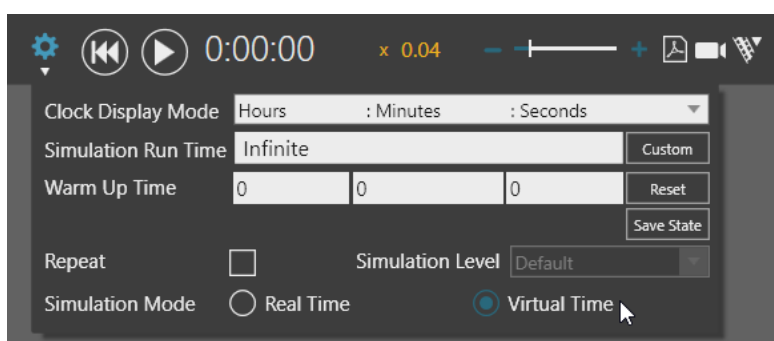 0:00:00 x 0.04 - +
Clock Display Mode Hours : Minutes : Seconds
Simulation Run Time Infinite Custom
Warm Up Time 0 0 0 Reset
Save State
Repeat Simulation Level Default
Simulation Mode Real Time Virtual Time